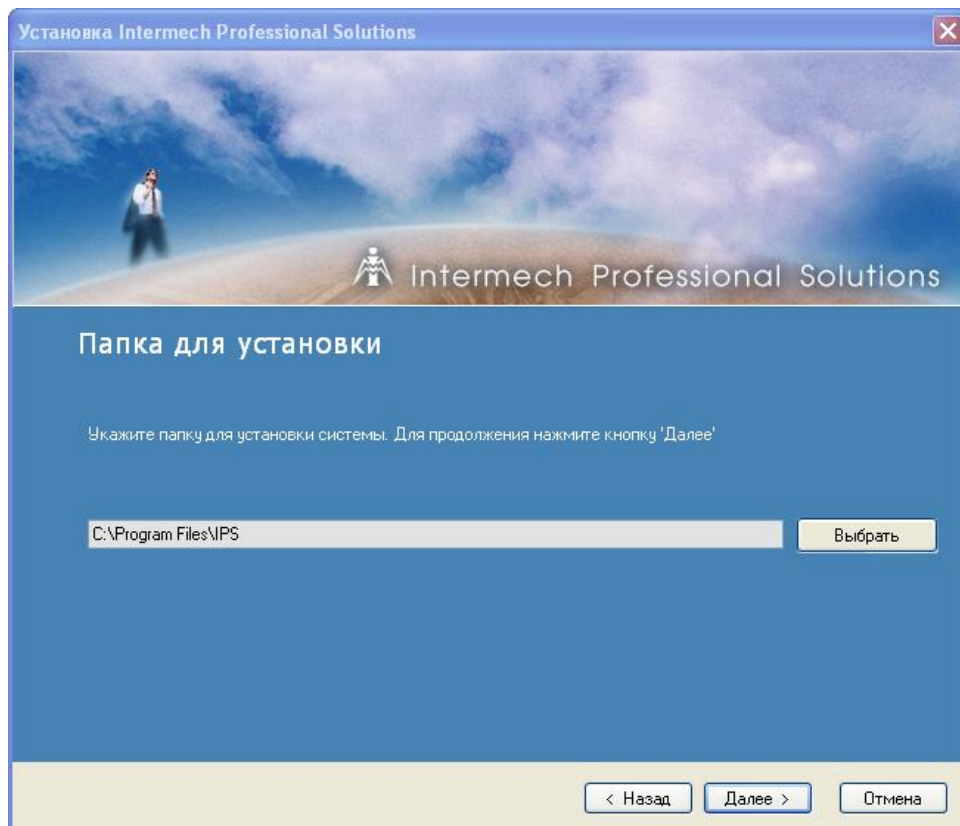 Установка Intermech Professional Solutions
Intermech Professional Solutions
Папка для установки
Укажите папку для установки системы. Для продолжения нажмите кнопку 'Далее'
C:\Program Files\IPS
Выбрать
< Назад
Далее >
Отмена